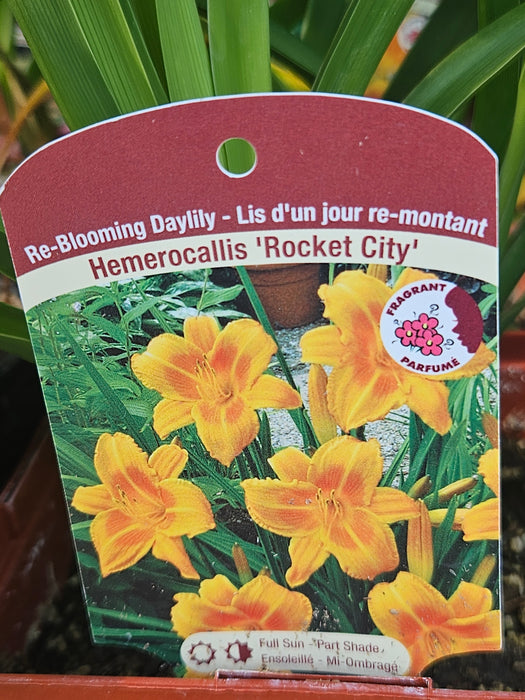 Re-Blooming Daylily - Lis d'un jour re-montant
Hemerocallis 'Rocket City'
FRAGRANT
PARFUMÉ
Full Sun - Part Shade
Ensoleillé - Mi-Ombragé